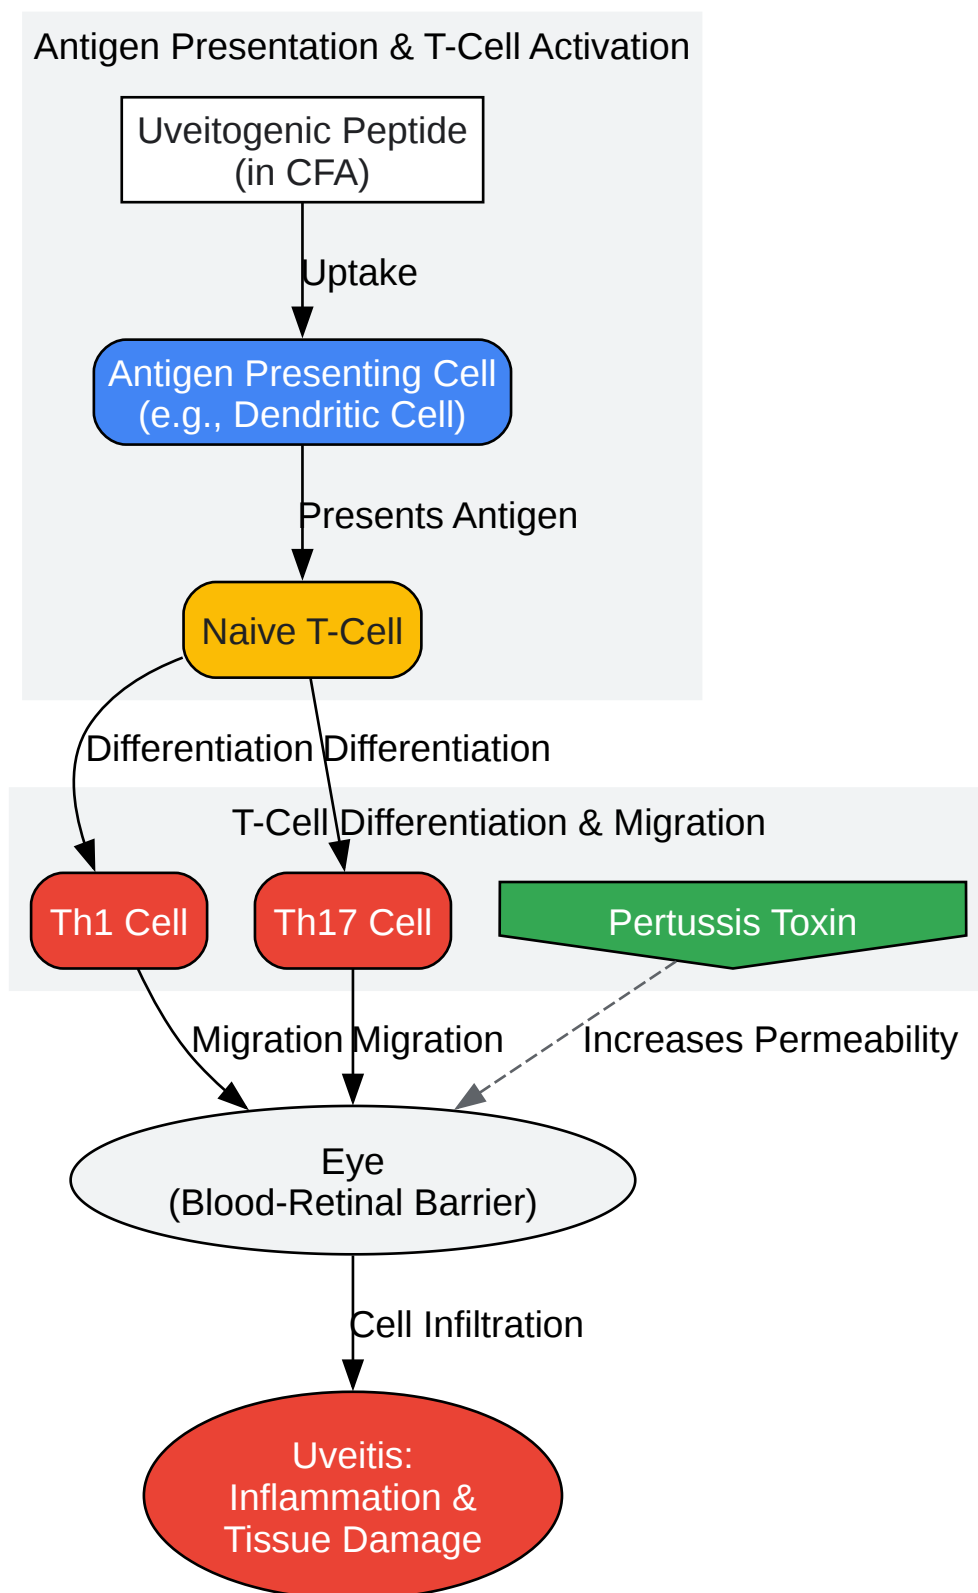 Antigen Presentation & T-Cell Activation
Uveitogenic Peptide
(in CFA)
Uptake
Antigen Presenting Cell
(e.g., Dendritic Cell)
Presents Antigen
Naive T-Cell
Differentiation
Differentiation
T-Cell Differentiation & Migration
Th1 Cell
Th17 Cell
Pertussis Toxin
Migration
Migration
Increases Permeability
Eye
(Blood-Retinal Barrier)
Cell Infiltration
Uveitis:
Inflammation &
Tissue Damage